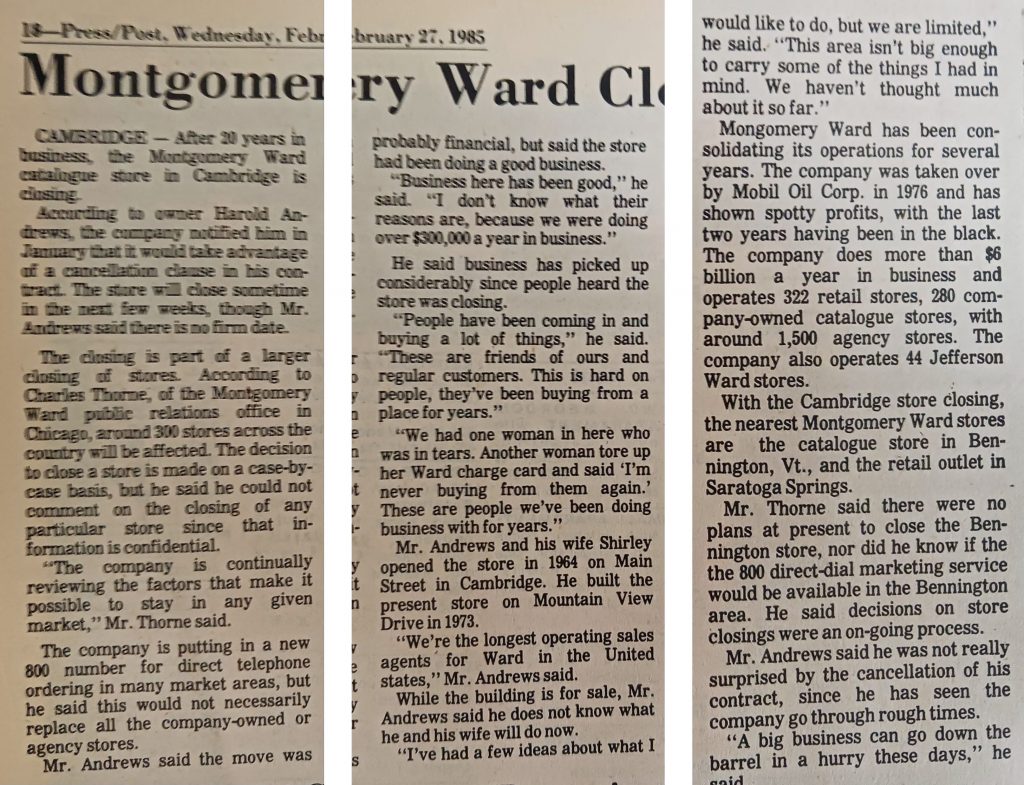 18—Press/Post, Wednesday, Febr
Montgomer
CAMBRIDGE — After 20 years in
business, the Montgomery Ward
catalogue store in Cambridge is
closing.
According to owner Harold An-
drews, the company notified him in
January that it would take advantage
of a cancellation clause in his con-
tract. The store will close sometime
in the next few weeks, though Mr.
Andrews said there is no firm date.
The closing is part of a larger
closing of stores. According to
Charles Thorne, of the Montgomery
Ward public relations office in
Chicago, around 300 stores across the
country will be affected. The decision
to close a store is made on a case-by-
case basis, but he said he could not
comment on the closing of any
particular store since that in-
formation is confidential.
"The company is continually
reviewing the factors that make it
possible to stay in any given
market," Mr. Thorne said.
The company is putting in a new
800 number for direct telephone
ordering in many market areas, but
he said this would not necessarily
replace all the company-owned or
agency stores.
Mr. Andrews said the move was
ebruary 27, 1985
ery Ward Cl
probably financial, but said the store
had been doing a good business.
"Business here has been good," he
said. "I don't know what their
reasons are, because we were doing
over $300,000 a year in business."
He said business has picked up
considerably since people heard the
store was closing.
"People have been coming in and
buying a lot of things," he said.
"These are friends of ours and
regular customers. This is hard on
people, they've been buying from a
place for years."
"We had one woman in here who
was in tears. Another woman tore up
her Ward charge card and said 'I'm
never buying from them again.'
These are people we've been doing
business with for years."
Mr. Andrews and his wife Shirley
opened the store in 1964 on Main
Street in Cambridge. He built the
present store on Mountain View
Drive in 1973.
"We're the longest operating sales
agents for Ward in the United
states," Mr. Andrews said.
While the building is for sale, Mr.
Andrews said he does not know what
he and his wife will do now.
"I've had a few ideas about what I
would like to do, but we are limited,"
he said. "This area isn't big enough
to carry some of the things I had in
mind. We haven't thought much
about it so far."
Mongomery Ward has been con-
solidating its operations for several
years. The company was taken over
by Mobil Oil Corp. in 1976 and has
shown spotty profits, with the last
two years having been in the black.
The company does more than $6
billion a year in business and
operates 322 retail stores, 280 com-
pany-owned catalogue stores, with
around 1,500 agency stores. The
company also operates 44 Jefferson
Ward stores.
With the Cambridge store closing,
the nearest Montgomery Ward stores
are the catalogue store in Ben-
nington, Vt., and the retail outlet in
Saratoga Springs.
Mr. Thorne said there were no
plans at present to close the Ben-
nington store, nor did he know if the
the 800 direct-dial marketing service
would be available in the Bennington
area. He said decisions on store
closings were an on-going process.
Mr. Andrews said he was not really
surprised by the cancellation of his
contract, since he has seen the
company go through rough times.
"A big business can go down the
barrel in a hurry these days," he
said